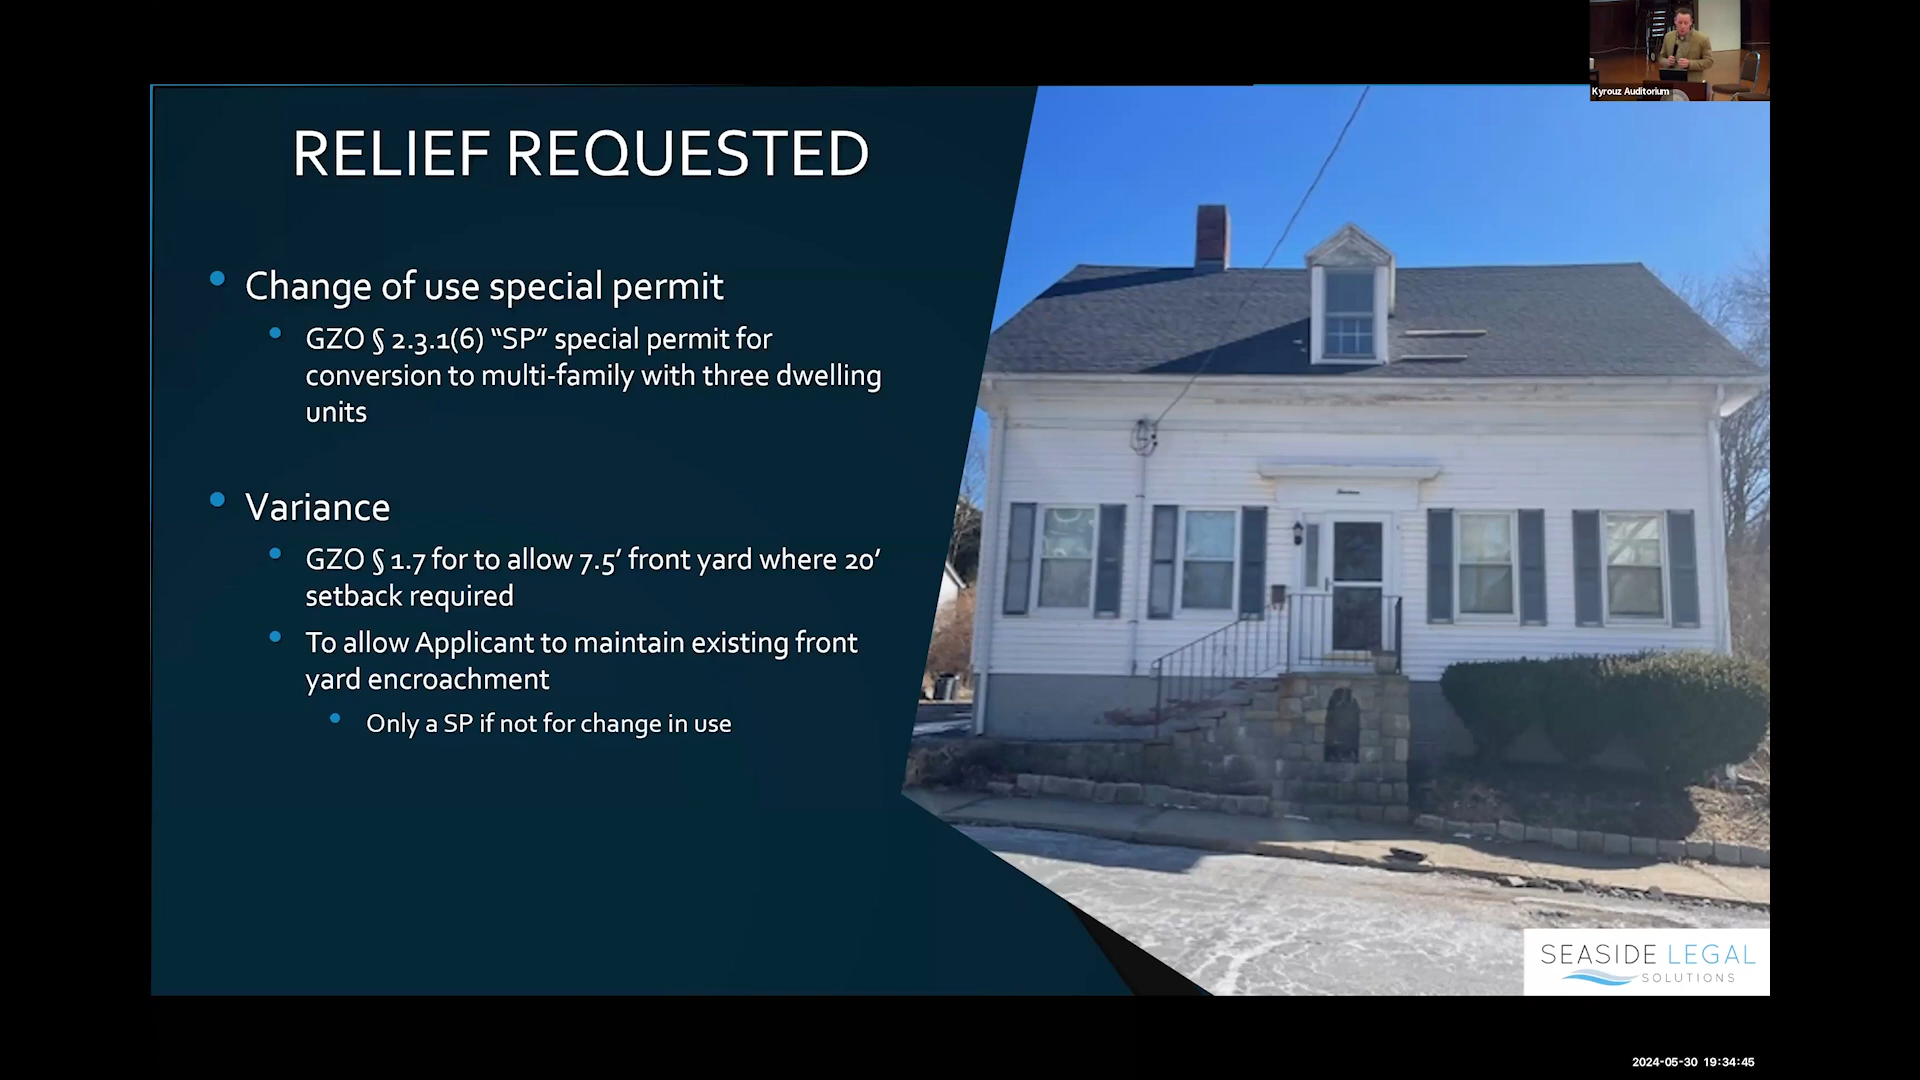 Kyrouz Auditorium
RELIEF REQUESTED
Change of use special permit
GZO § 2.3.1(6) “SP” special permit for
conversion to multi-family with three dwelling
units
Variance
GZO § 1.7 for to allow 7.5’ front yard where 20’
setback required
To allow Applicant to maintain existing front
yard encroachment
Only a SP if not for change in use
SEASIDE LEGAL
SOLUTIONS
2024-05-30 19:34:45